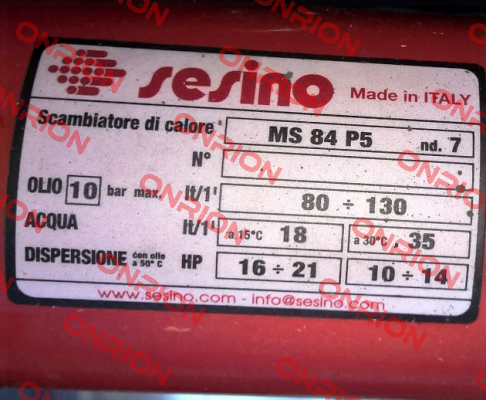 sesino Made in ITALY
Scambiatore di calore MS 84 P5 nd. 7
N°
OLIO 10 bar max. lt/1' 80 ÷ 130
ACQUA lt/1' a 15°C 18 a 30°C 35
DISPERSIONE con olio a 50°C HP 16 ÷ 21 10 ÷ 14
www.sesino.com - info@sesino.com
ONRION